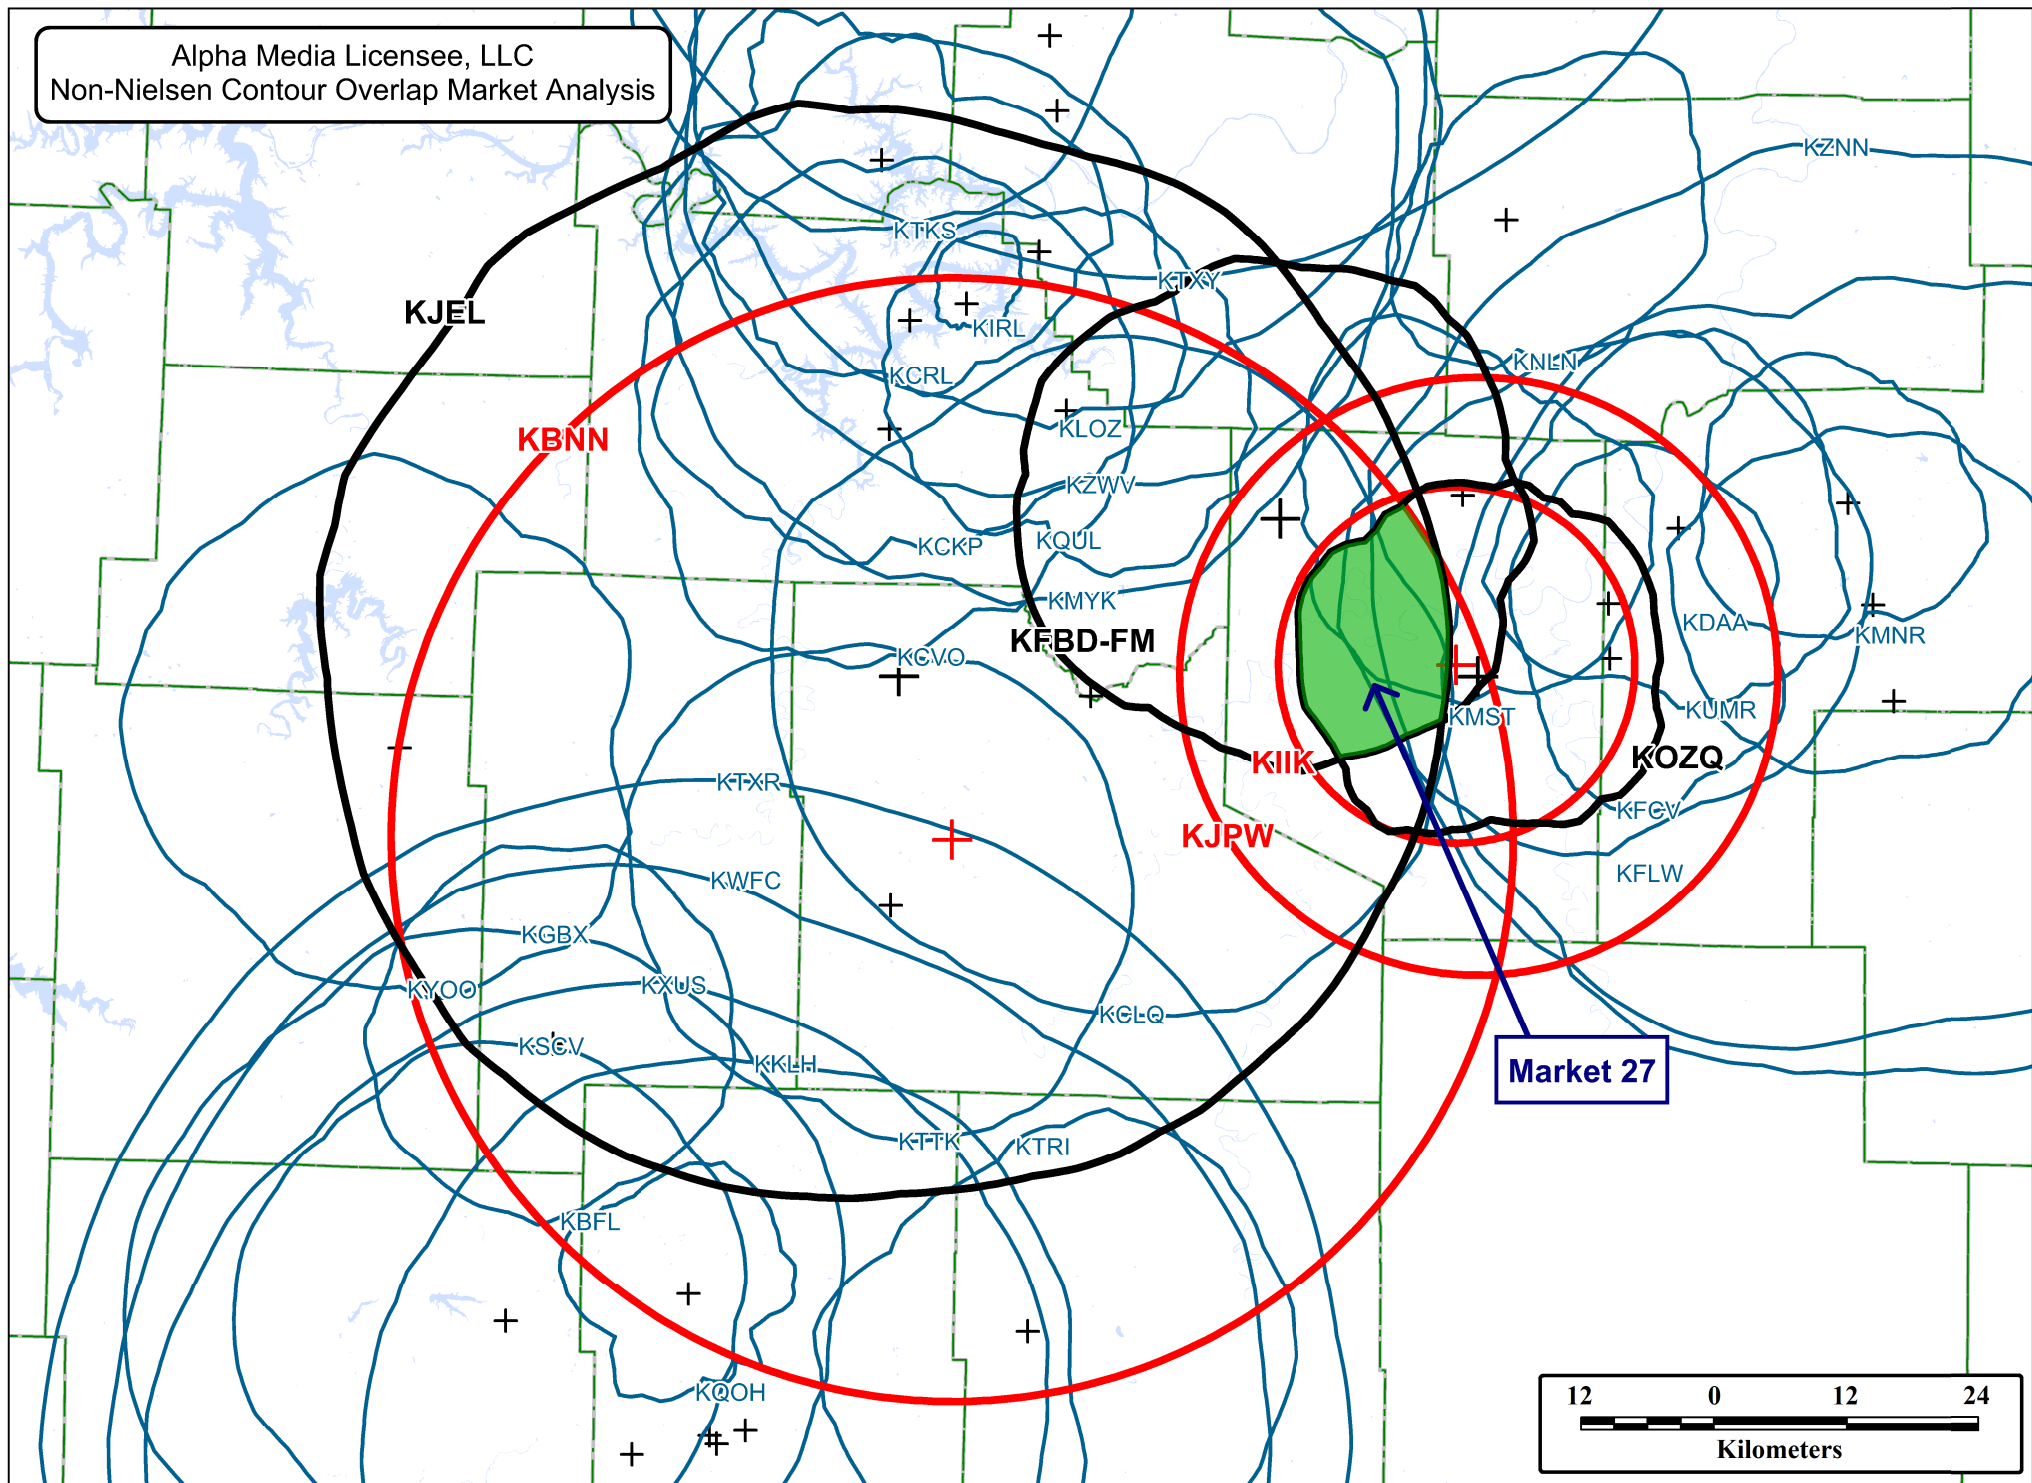 Alpha Media Licensee, LLC
Non-Nielsen Contour Overlap Market Analysis
KZNN
KTKS
KTXY
KJEL
KIRL
KNLN
KCRL
KLOZ
KBNN
KZWV
KCKP
KQUL
KMYK
KDAA
KMNR
KFBD-FM
KCVO
KUMR
KMST
KOZQ
KIIK
KTXR
KFCV
KJPW
KFLW
KWFC
KGBX
KXUS
KYOO
KCLQ
KSCV
KKLH
Market 27
KTTK
KTRI
KBFL
KQOH
12 0 12 24
Kilometers